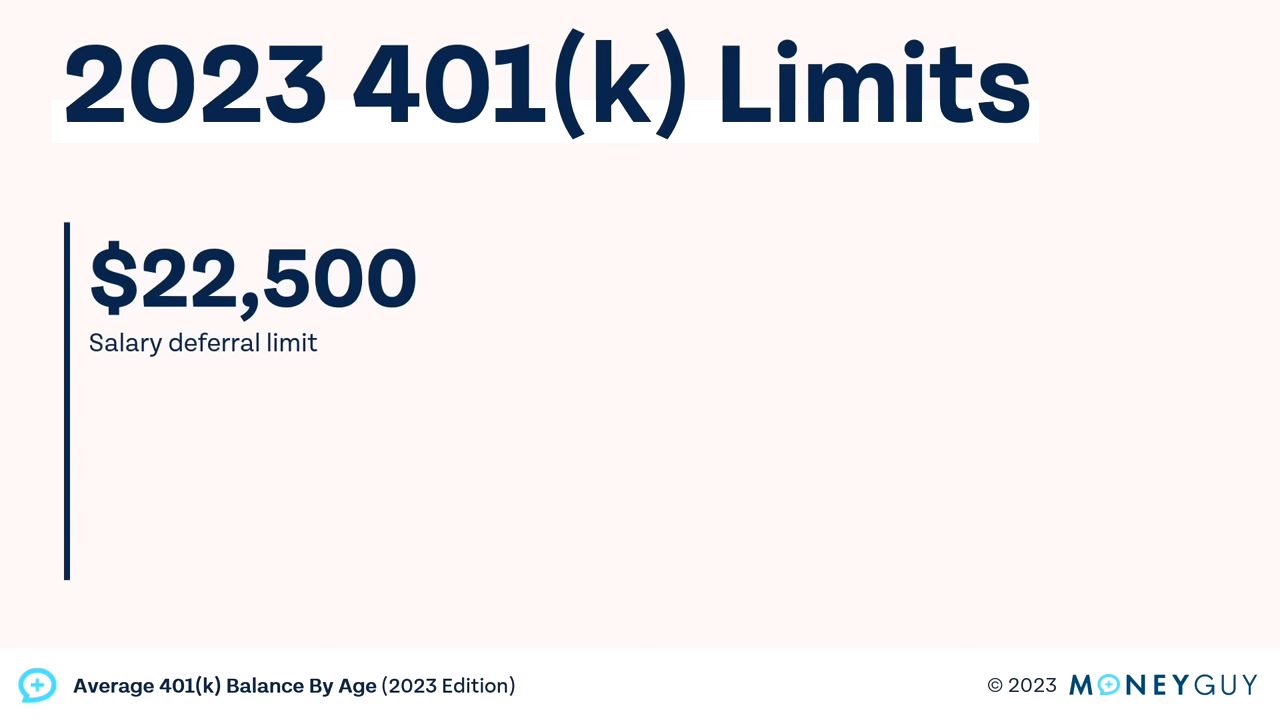 2023 401(k) Limits
$22,500
Salary deferral limit
Average 401(k) Balance By Age (2023 Edition)
© 2023 MONEYGUY